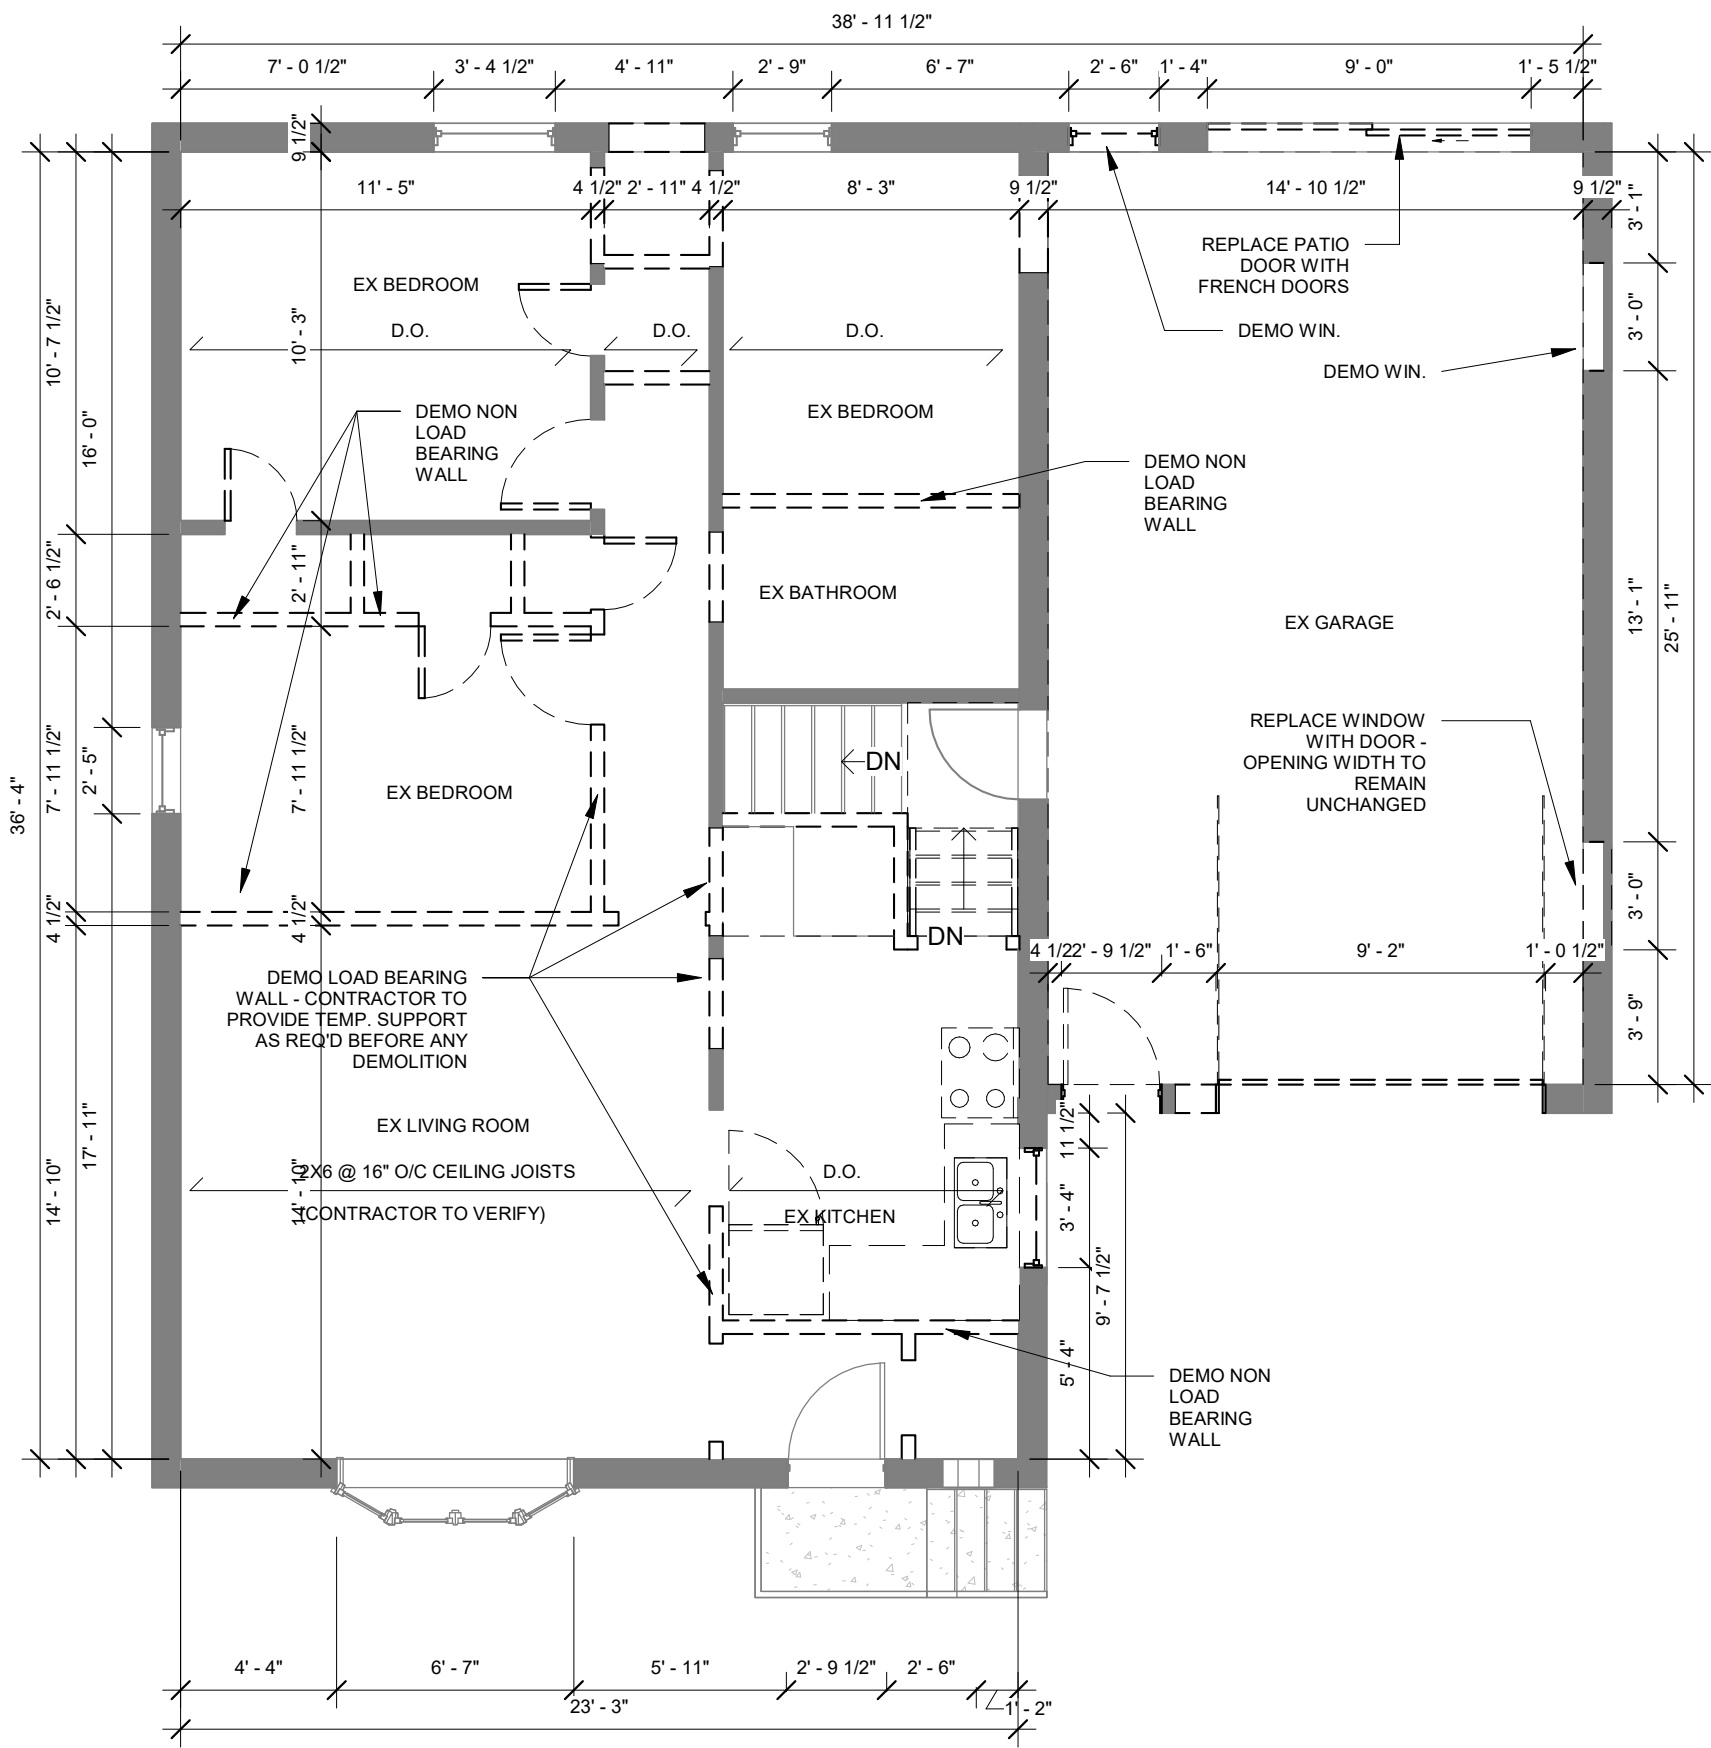 38' - 11 1/2"
7' - 0 1/2"
3' - 4 1/2"
4' - 11"
2' - 9"
6' - 7"
2' - 6"
1' - 4"
9' - 0"
1' - 5 1/2"
9 1/2"
11' - 5"
4 1/2"
2' - 11"
4 1/2"
8' - 3"
9 1/2"
14' - 10 1/2"
9 1/2"
3' - 1"
REPLACE PATIO
DOOR WITH
FRENCH DOORS
EX BEDROOM
D.O.
D.O.
D.O.
DEMO WIN.
DEMO WIN.
3' - 0"
10' - 7 1/2"
10' - 3"
16' - 0"
DEMO NON
LOAD
BEARING
WALL
EX BEDROOM
DEMO NON
LOAD
BEARING
WALL
2' - 6 1/2"
2' - 11"
EX BATHROOM
EX GARAGE
13' - 1"
25' - 11"
36' - 4"
7' - 11 1/2"
2' - 5"
7' - 11 1/2"
EX BEDROOM
DN
REPLACE WINDOW
WITH DOOR -
OPENING WIDTH TO
REMAIN
UNCHANGED
4 1/2"
4 1/2"
DN
3' - 0"
4 1/2"
2' - 9 1/2"
1' - 6"
9' - 2"
1' - 0 1/2"
3' - 9"
DEMO LOAD BEARING
WALL - CONTRACTOR TO
PROVIDE TEMP. SUPPORT
AS REQ'D BEFORE ANY
DEMOLITION
EX LIVING ROOM
2X6 @ 16" O/C CEILING JOISTS
(CONTRACTOR TO VERIFY)
14' - 10"
14' - 10"
17' - 11"
D.O.
EX KITCHEN
11 1/2"
3' - 4"
9' - 7 1/2"
5' - 4"
DEMO NON
LOAD
BEARING
WALL
4' - 4"
6' - 7"
5' - 11"
2' - 9 1/2"
2' - 6"
1' - 2"
23' - 3"